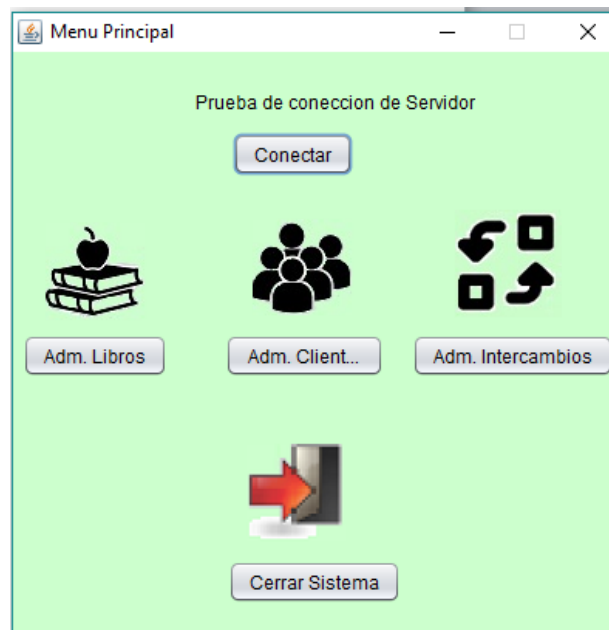 Menu Principal
Prueba de coneccion de Servidor
Conectar
Adm. Libros
Adm. Client...
Adm. Intercambios
Cerrar Sistema